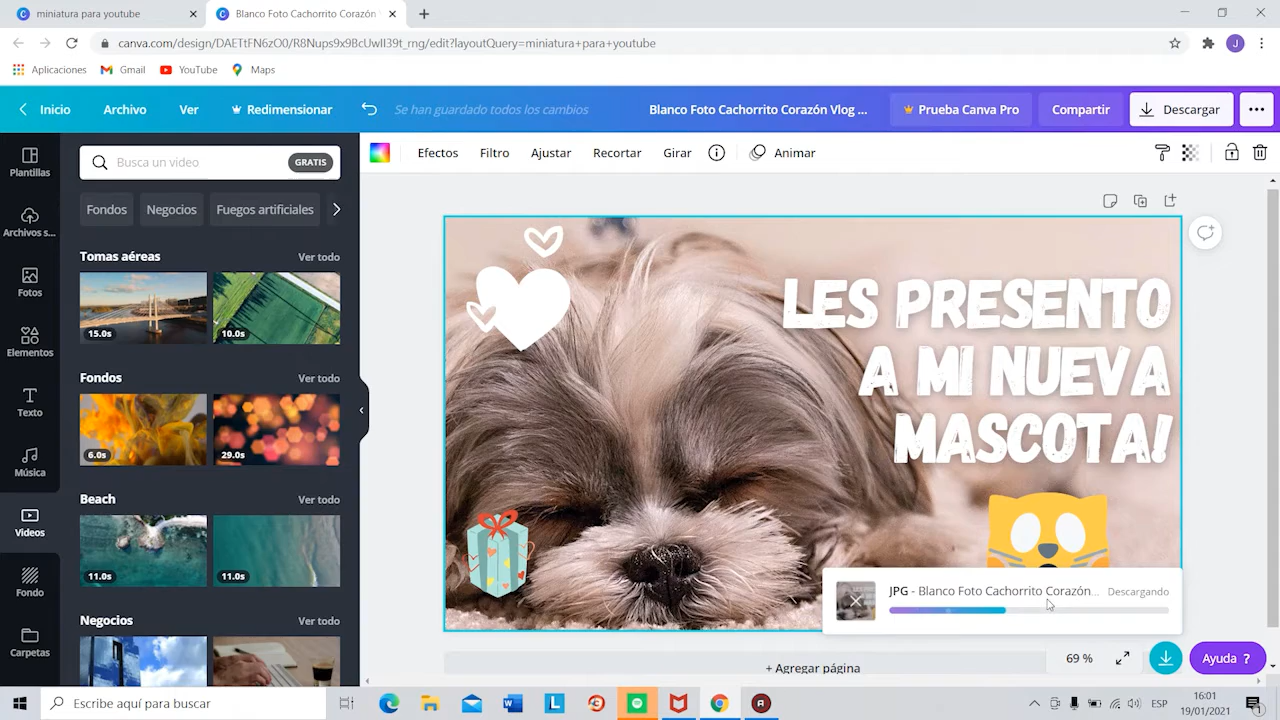 miniatura para youtube
Blanco Foto Cachorrito Corazón
canva.com/design/DAETtFN6zO0/R8Nups9x9BcUwlI39t_rng/edit?layoutQuery=miniatura+para+youtube
J
Aplicaciones
Gmail
YouTube
Maps
Inicio
Archivo
Ver
Redimensionar
Se han guardado todos los cambios
Blanco Foto Cachorrito Corazón Vlog ...
Prueba Canva Pro
Compartir
Descargar
Efectos
Filtro
Ajustar
Recortar
Girar
Animar
Plantillas
Archivos s...
Fotos
Elementos
Texto
Música
Videos
Fondo
Carpetas
Busca un video
GRATIS
Fondos
Negocios
Fuegos artificiales
Tomas aéreas
Ver todo
15.0s
10.0s
Fondos
Ver todo
6.0s
29.0s
Beach
Ver todo
11.0s
11.0s
Negocios
Ver todo
LES PRESENTO
A MI NUEVA
MASCOTA!
JPG - Blanco Foto Cachorrito Corazón...
Descargando
+ Agregar página
69 %
Ayuda ?
Escribe aquí para buscar
ESP
16:01
19/01/2021